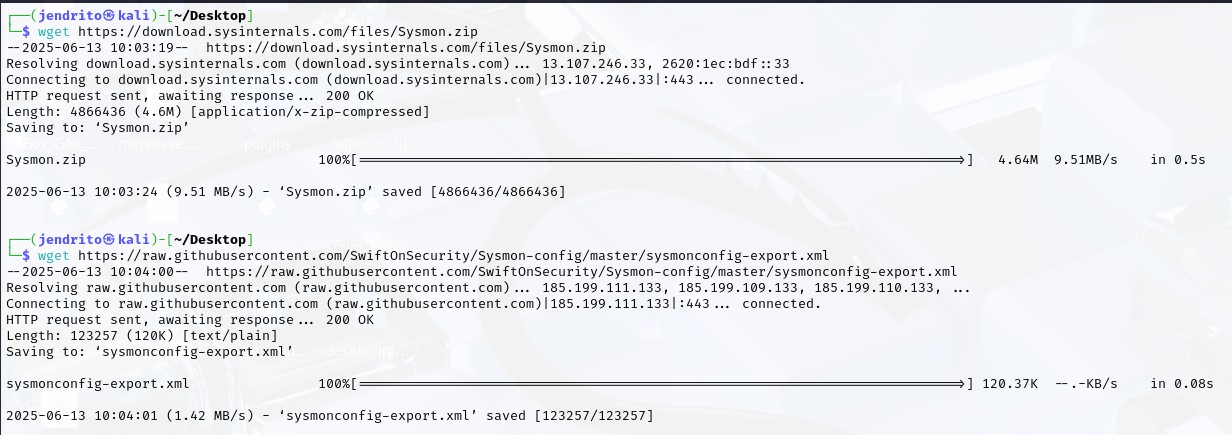 ┌──(jendrito㉿kali)-[~/Desktop]
└─$ wget https://download.sysinternals.com/files/Sysmon.zip
--2025-06-13 10:03:19--  https://download.sysinternals.com/files/Sysmon.zip
Resolving download.sysinternals.com (download.sysinternals.com)... 13.107.246.33, 2620:1ec:bdf::33
Connecting to download.sysinternals.com (download.sysinternals.com)|13.107.246.33|:443... connected.
HTTP request sent, awaiting response... 200 OK
Length: 4866436 (4.6M) [application/x-zip-compressed]
Saving to: ‘Sysmon.zip’
metabase... plugins adjuntos.zip
Sysmon.zip 100%[===================================================>] 4.64M 9.51MB/s in 0.5s
2025-06-13 10:03:24 (9.51 MB/s) - ‘Sysmon.zip’ saved [4866436/4866436]
┌──(jendrito㉿kali)-[~/Desktop]
└─$ wget https://raw.githubusercontent.com/SwiftOnSecurity/Sysmon-config/master/sysmonconfig-export.xml
--2025-06-13 10:04:00--  https://raw.githubusercontent.com/SwiftOnSecurity/Sysmon-config/master/sysmonconfig-export.xml
Resolving raw.githubusercontent.com (raw.githubusercontent.com)... 185.199.111.133, 185.199.109.133, 185.199.110.133, ...
Connecting to raw.githubusercontent.com (raw.githubusercontent.com)|185.199.111.133|:443... connected.
HTTP request sent, awaiting response... 200 OK
Length: 123257 (120K) [text/plain]
Saving to: ‘sysmonconfig-export.xml’
sysmonconfig-export.xml 100%[===================================================>] 120.37K --.-KB/s in 0.08s
2025-06-13 10:04:01 (1.42 MB/s) - ‘sysmonconfig-export.xml’ saved [123257/123257]